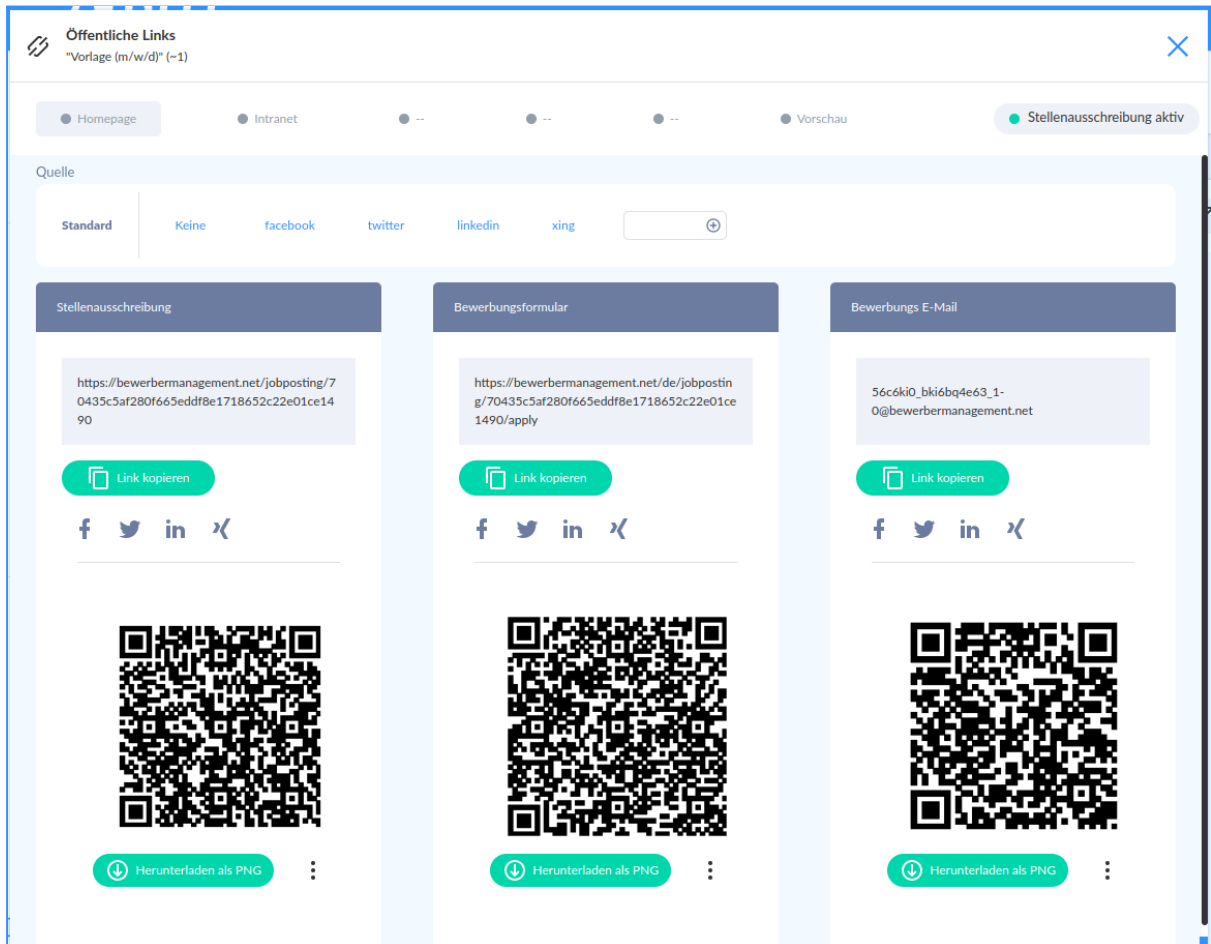 Öffentliche Links
"Vorlage (m/w/d)" (~1)
Homepage
Intranet
--
--
--
Vorschau
Stellenausschreibung aktiv
Quelle
Standard
Keine
facebook
twitter
linkedin
xing
Stellenausschreibung
https://bewerbermanagement.net/jobposting/7
0435c5af280f665eddf8e1718652c22e01ce14
90
Link kopieren
Herunterladen als PNG
Bewerbungsformular
https://bewerbermanagement.net/de/jobpostin
g/70435c5af280f665eddf8e1718652c22e01ce
1490/apply
Link kopieren
Herunterladen als PNG
Bewerbungs E-Mail
56c6ki0_bki6bq4e63_1-
0@bewerbermanagement.net
Link kopieren
Herunterladen als PNG